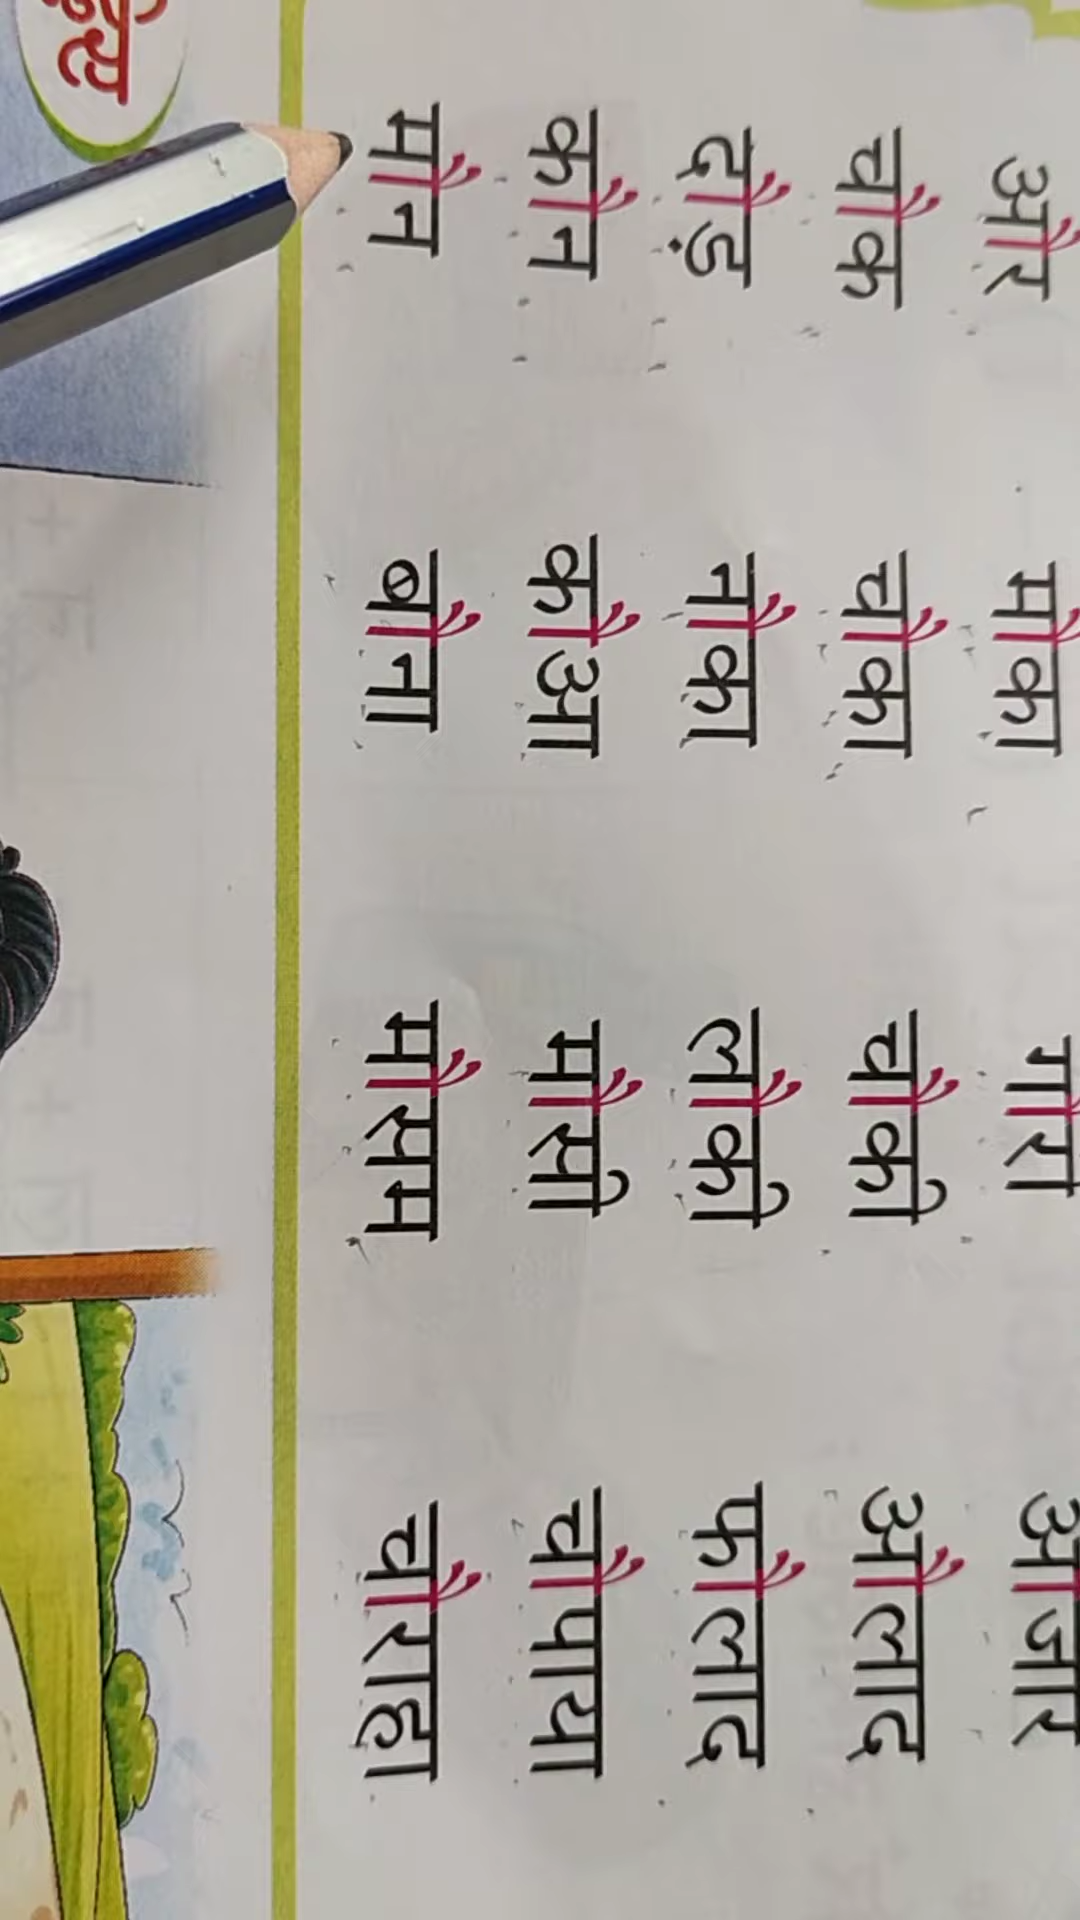 और मौका औजार
चौक चौका चौकी औलाद
दौड़ नौका लौकी फौलाद
कौन कौआ मौसी चौपाया
मौन बौना मौसम चौराहा